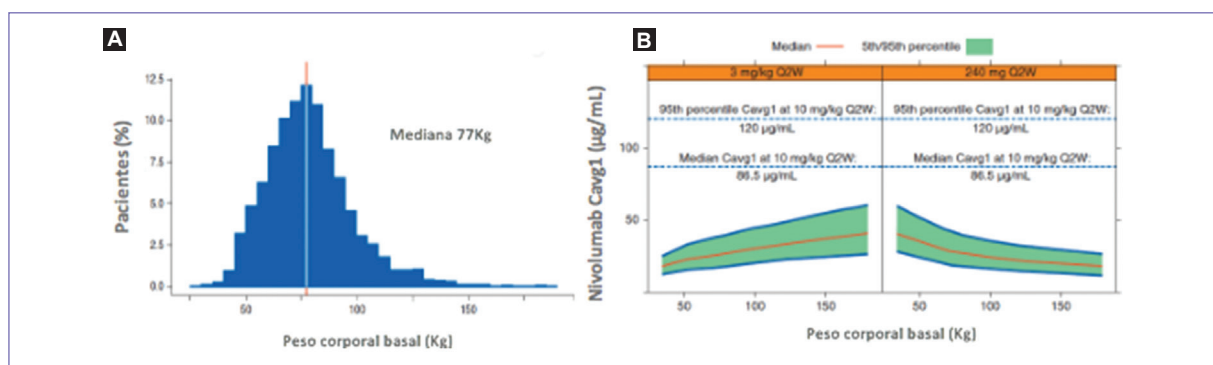 A
Mediana 77Kg
Pacientes (%)
12.5
10.0
7.5
5.0
2.5
0.0
50
100
150
Peso corporal basal (Kg)
B
Median
5th/95th percentile
3 mg/kg Q2W
240 mg Q2W
95th percentile Cavg1 at 10 mg/kg Q2W:
120 µg/mL
95th percentile Cavg1 at 10 mg/kg Q2W:
120 µg/mL
Median Cavg1 at 10 mg/kg Q2W:
86.5 µg/mL
Median Cavg1 at 10 mg/kg Q2W:
86.5 µg/mL
Nivolumab Cavg1 (µg/mL)
100
50
50
100
150
50
100
150
Peso corporal basal (Kg)